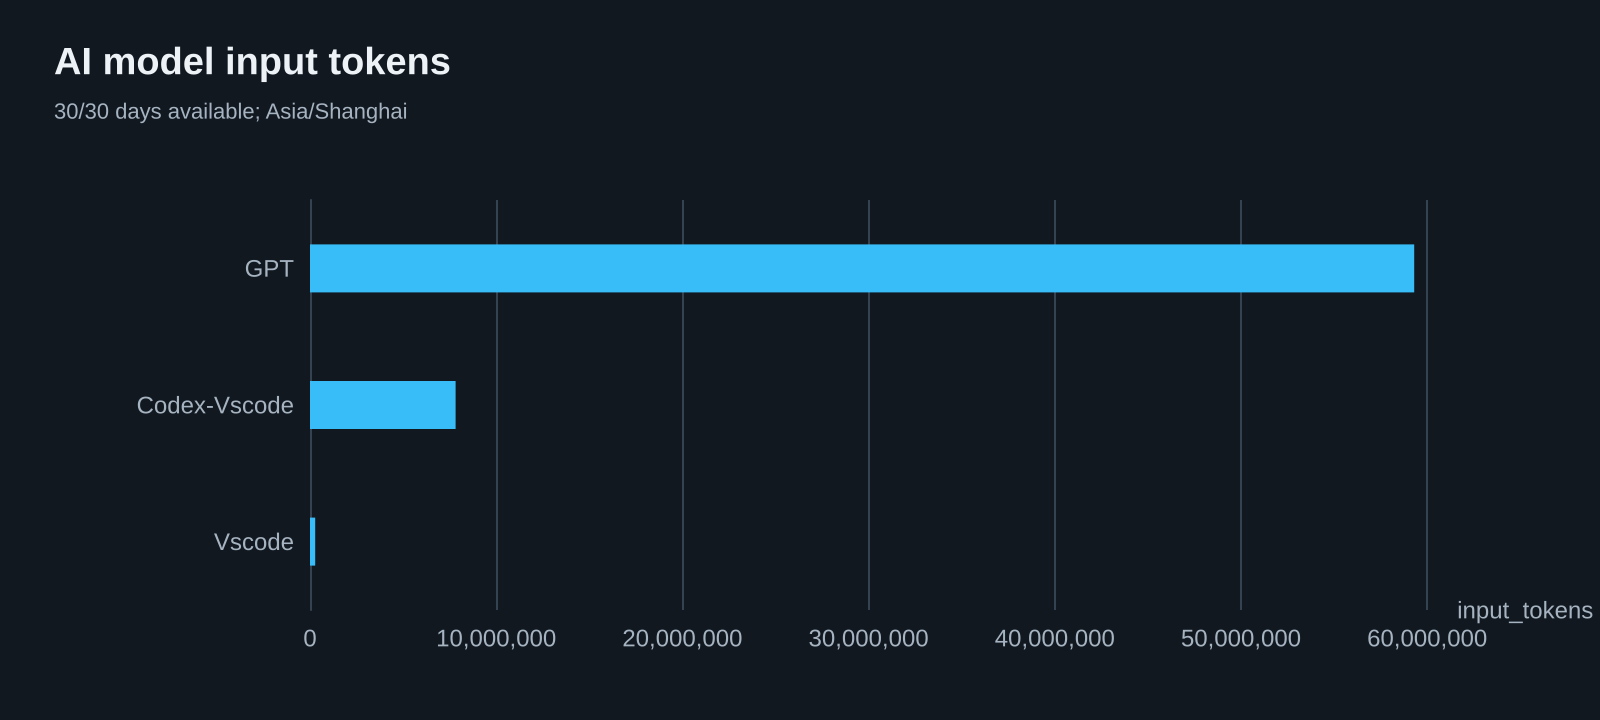 AI model input tokens
30/30 days available; Asia/Shanghai
GPT
Codex-Vscode
Vscode
input_tokens
0 10,000,000 20,000,000 30,000,000 40,000,000 50,000,000 60,000,000